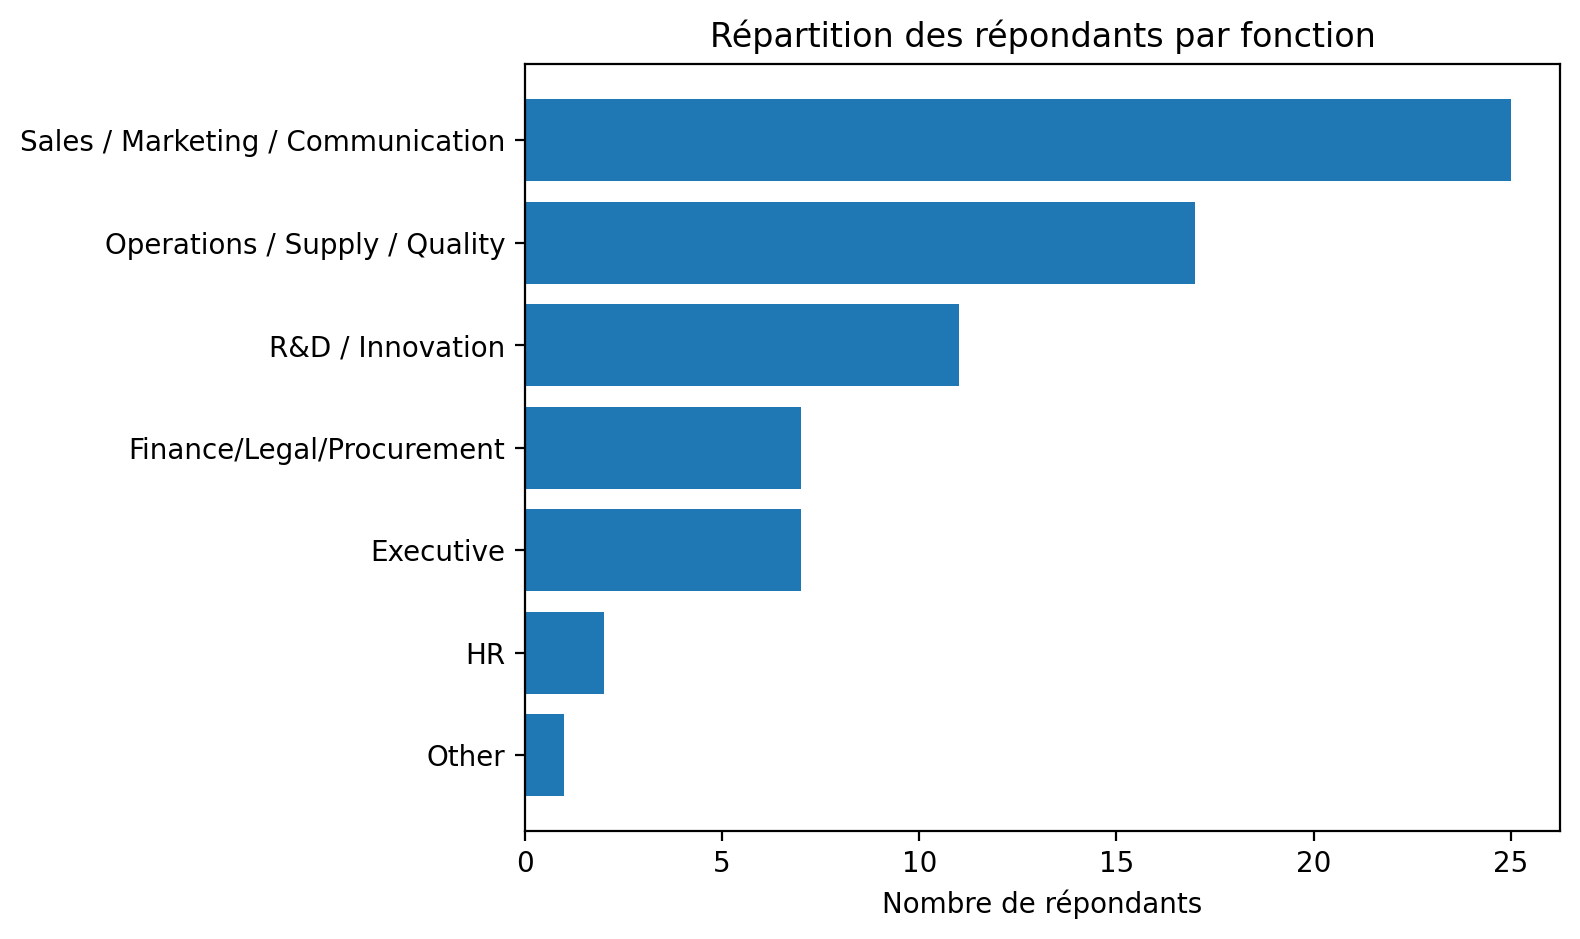 Répartition des répondants par fonction
Sales / Marketing / Communication
Operations / Supply / Quality
R&D / Innovation
Finance/Legal/Procurement
Executive
HR
Other
0 5 10 15 20 25
Nombre de répondants